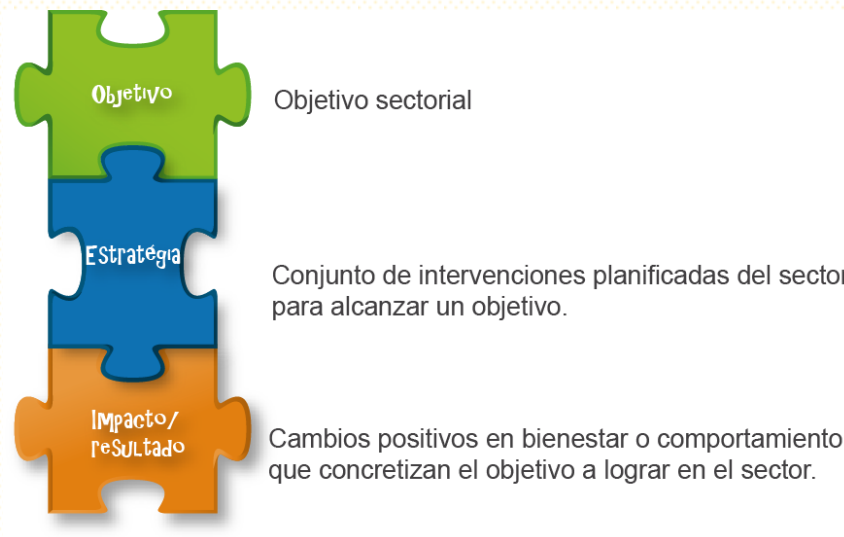 Objetivo
Objetivo sectorial
Estratégia
Conjunto de intervenciones planificadas del sector
para alcanzar un objetivo.
Impacto/
resultado
Cambios positivos en bienestar o comportamiento
que concretizan el objetivo a lograr en el sector.